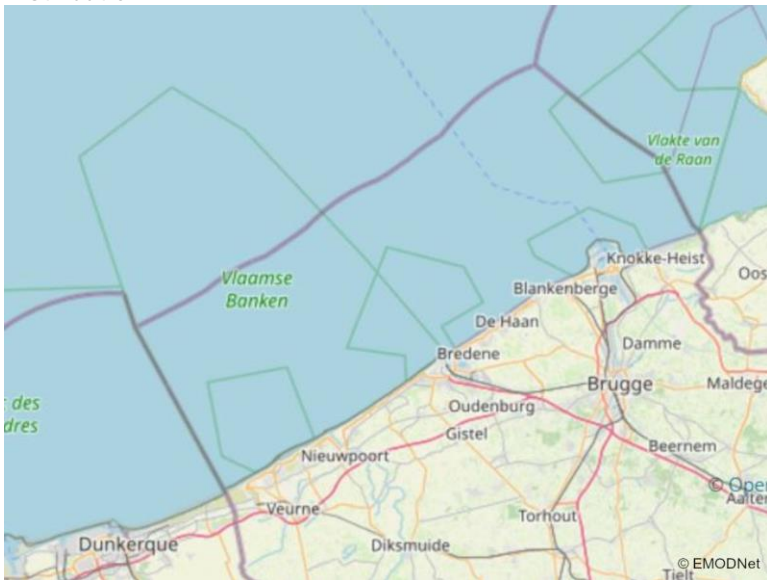 Vlakte van
de Raan
Knokke-Heist
Oos
Vlaamse
Banken
Blankenberge
De Haan
Damme
Bredene
Brugge
Maldege
des
dres
Oudenburg
Gistel
Beernem
Nieuwpoort
© Ope
Aalter
Veurne
Torhout
Dunkerque
Diksmuide
© EMODNet
Tielt